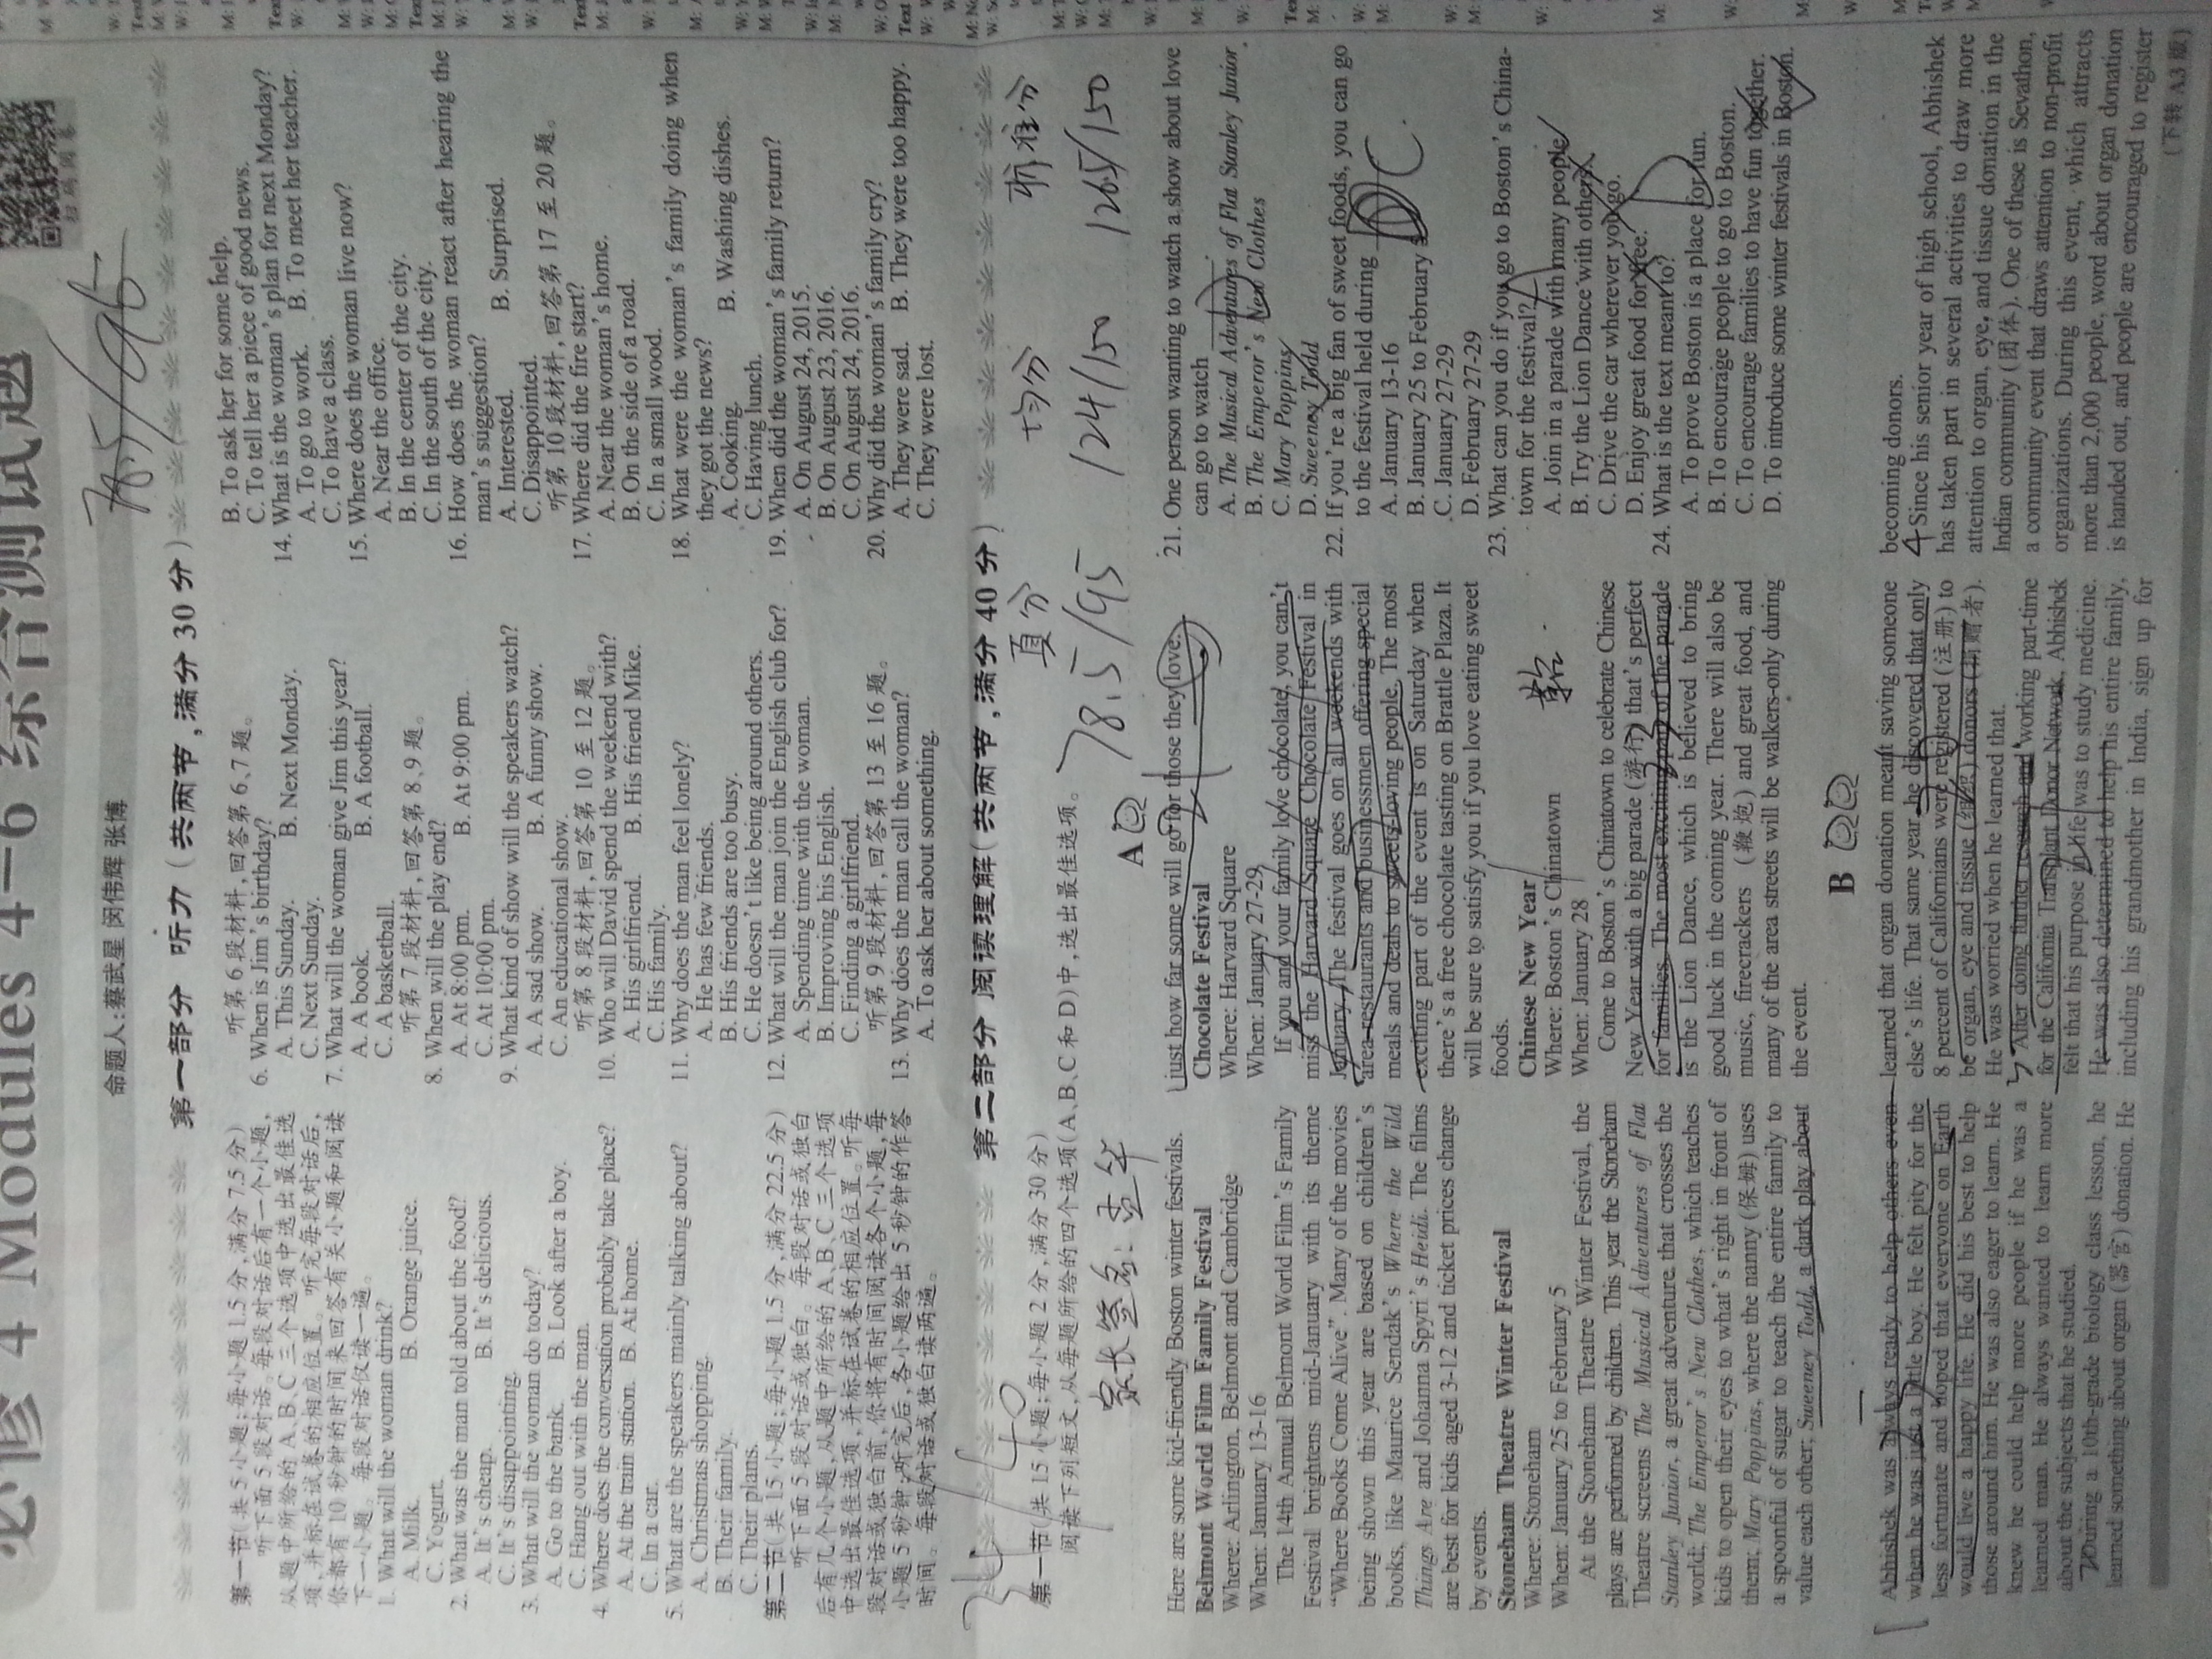 必修 4 Modules 4-6 综合测试题
扫码阅卷
命题人:蔡武星 闵伟辉 张博
78.5/95
第一部分 听力(共两节,满分 30 分)
第一节(共 5 小题;每小题 1.5 分,满分 7.5 分)
听下面 5 段对话。每段对话后有一个小题,
从题中所给的 A、B、C 三个选项中选出最佳选
项,并标在试卷的相应位置。听完每段对话后,
你都有 10 秒钟的时间来回答有关小题和阅读
下一小题。每段对话仅读一遍。
1. What will the woman drink?
A. Milk. B. Orange juice.
C. Yogurt.
2. What was the man told about the food?
A. It's cheap. B. It's delicious.
C. It's disappointing.
3. What will the woman do today?
A. Go to the bank. B. Look after a boy.
C. Hang out with the man.
4. Where does the conversation probably take place?
A. At the train station. B. At home.
C. In a car.
5. What are the speakers mainly talking about?
A. Christmas shopping.
B. Their family.
C. Their plans.
第二节(共 15 小题;每小题 1.5 分,满分 22.5 分)
听下面 5 段对话或独白。每段对话或独白
后有几个小题,从题中所给的 A、B、C 三个选项
中选出最佳选项,并标在试卷的相应位置。听每
段对话或独白前,你将有时间阅读各个小题,每
小题 5 秒钟;听完后,各小题给出 5 秒钟的作答
时间。每段对话或独白读两遍。
听第 6 段材料,回答第 6、7 题。
6. When is Jim's birthday?
A. This Sunday. B. Next Monday.
C. Next Sunday.
7. What will the woman give Jim this year?
A. A book. B. A football.
C. A basketball.
听第 7 段材料,回答第 8、9 题。
8. When will the play end?
A. At 8:00 pm. B. At 9:00 pm.
C. At 10:00 pm.
9. What kind of show will the speakers watch?
A. A sad show. B. A funny show.
C. An educational show.
听第 8 段材料,回答第 10 至 12 题。
10. Who will David spend the weekend with?
A. His girlfriend. B. His friend Mike.
C. His family.
11. Why does the man feel lonely?
A. He has few friends.
B. His friends are too busy.
C. He doesn't like being around others.
12. What will the man join the English club for?
A. Spending time with the woman.
B. Improving his English.
C. Finding a girlfriend.
听第 9 段材料,回答第 13 至 16 题。
13. Why does the man call the woman?
A. To ask her about something.
B. To ask her for some help.
C. To tell her a piece of good news.
14. What is the woman's plan for next Monday?
A. To go to work. B. To meet her teacher.
C. To have a class.
15. Where does the woman live now?
A. Near the office.
B. In the center of the city.
C. In the south of the city.
16. How does the woman react after hearing the
man's suggestion?
A. Interested. B. Surprised.
C. Disappointed.
听第 10 段材料,回答第 17 至 20 题。
17. Where did the fire start?
A. Near the woman's home.
B. On the side of a road.
C. In a small wood.
18. What were the woman's family doing when
they got the news?
A. Cooking. B. Washing dishes.
C. Having lunch.
19. When did the woman's family return?
A. On August 24, 2015.
B. On August 23, 2016.
C. On August 24, 2016.
20. Why did the woman's family cry?
A. They were sad. B. They were too happy.
C. They were lost.
34/40
第二部分 阅读理解(共两节,满分 40 分)
第一节(共 15 小题;每小题 2 分,满分 30 分)
阅读下列短文,从每题所给的四个选项(A、B、C 和 D)中,选出最佳选项。
真分 均分 标准分
78.5/95 124/150 126.5/150
家长签名: 孟华
A
Here are some kid-friendly Boston winter festivals.
Belmont World Film Family Festival
Where: Arlington, Belmont and Cambridge
When: January 13-16
The 14th Annual Belmont World Film's Family
Festival brightens mid-January with its theme
"Where Books Come Alive". Many of the movies
being shown this year are based on children's
books, like Maurice Sendak's Where the Wild
Things Are and Johanna Spyri's Heidi. The films
are best for kids aged 3-12 and ticket prices change
by events.
Stoneham Theatre Winter Festival
Where: Stoneham
When: January 25 to February 5
At the Stoneham Theatre Winter Festival, the
plays are performed by children. This year the Stoneham
Theatre screens The Musical Adventures of Flat
Stanley Junior, a great adventure that crosses the
world; The Emperor's New Clothes, which teaches
kids to open their eyes to what's right in front of
them; Mary Poppins, where the nanny (保姆) uses
a spoonful of sugar to teach the entire family to
value each other; Sweeney Todd, a dark play about
just how far some will go for those they love.
21
Chocolate Festival
Where: Harvard Square
When: January 27-29
If you and your family love chocolate, you can't
miss the Harvard Square Chocolate Festival in
January. The festival goes on all weekends with
area restaurants and businessmen offering special
meals and deals to sweets-loving people. The most
22
exciting part of the event is on Saturday when
there's a free chocolate tasting on Brattle Plaza. It
will be sure to satisfy you if you love eating sweet
foods.
Chinese New Year
Where: Boston's Chinatown
When: January 28
Come to Boston's Chinatown to celebrate Chinese
New Year with a big parade (游行) that's perfect
for families. The most exciting part of the parade
23
is the Lion Dance, which is believed to bring
good luck in the coming year. There will also be
music, firecrackers (鞭炮) and great food, and
many of the area streets will be walkers-only during
the event.
21. One person wanting to watch a show about love
can go to watch ________. D
A. The Musical Adventures of Flat Stanley Junior
B. The Emperor's New Clothes
C. Mary Poppins
D. Sweeney Todd
22. If you're a big fan of sweet foods, you can go
to the festival held during ________ C
A. January 13-16
B. January 25 to February 5
C. January 27-29
D. February 27-29
23. What can you do if you go to Boston's China-
town for the festival? A
A. Join in a parade with many people.
B. Try the Lion Dance with others.
C. Drive the car wherever you go.
D. Enjoy great food for free.
24. What is the text meant to? D
A. To prove Boston is a place for fun.
B. To encourage people to go to Boston.
C. To encourage families to have fun together.
D. To introduce some winter festivals in Boston.
B
Abhishek was always ready to help others even
when he was just a little boy. He felt pity for the
less fortunate and hoped that everyone on Earth
would live a happy life. He did his best to help
those around him. He was also eager to learn. He
knew he could help more people if he was a
learned man. He always wanted to learn more
about the subjects that he studied.
During a 10th-grade biology class lesson, he
learned something about organ (器官) donation. He
learned that organ donation meant saving someone
else's life. That same year, he discovered that only
8 percent of Californians were registered (注册) to
be organ, eye and tissue (组织) donors (捐赠者).
He was worried when he learned that.
After doing further research and working part-time
for the California Transplant Donor Network, Abhishek
felt that his purpose in life was to study medicine.
He was also determined to help his entire family,
including his grandmother in India, sign up for
becoming donors.
4 Since his senior year of high school, Abhishek
has taken part in several activities to draw more
attention to organ, eye, and tissue donation in the
Indian community (团体). One of these is Sevathon,
a community event that draws attention to non-profit
organizations. During this event, which attracts
more than 2,000 people, word about organ donation
is handed out, and people are encouraged to register
(下转 A3 版)